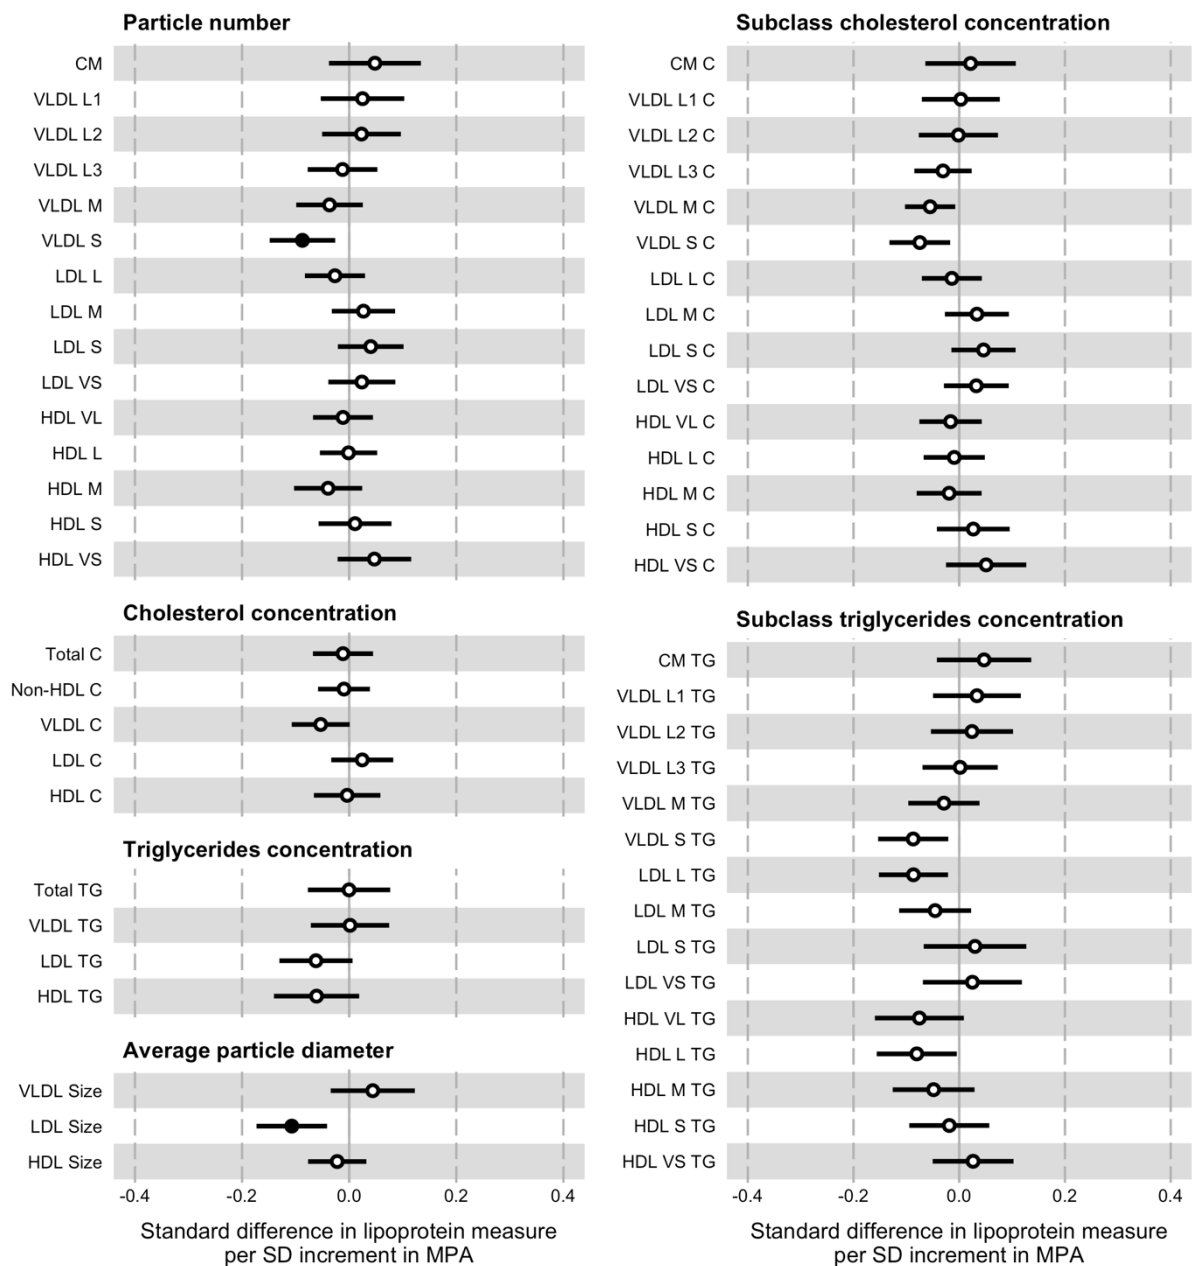 Particle number
CM
VLDL L1
VLDL L2
VLDL L3
VLDL M
VLDL S
LDL L
LDL M
LDL S
LDL VS
HDL VL
HDL L
HDL M
HDL S
HDL VS
Cholesterol concentration
Total C
Non-HDL C
VLDL C
LDL C
HDL C
Triglycerides concentration
Total TG
VLDL TG
LDL TG
HDL TG
Average particle diameter
VLDL Size
LDL Size
HDL Size
-0.4 -0.2 0.0 0.2 0.4
Standard difference in lipoprotein measure
per SD increment in MPA
Subclass cholesterol concentration
CM C
VLDL L1 C
VLDL L2 C
VLDL L3 C
VLDL M C
VLDL S C
LDL L C
LDL M C
LDL S C
LDL VS C
HDL VL C
HDL L C
HDL M C
HDL S C
HDL VS C
Subclass triglycerides concentration
CM TG
VLDL L1 TG
VLDL L2 TG
VLDL L3 TG
VLDL M TG
VLDL S TG
LDL L TG
LDL M TG
LDL S TG
LDL VS TG
HDL VL TG
HDL L TG
HDL M TG
HDL S TG
HDL VS TG
-0.4 -0.2 0.0 0.2 0.4
Standard difference in lipoprotein measure
per SD increment in MPA